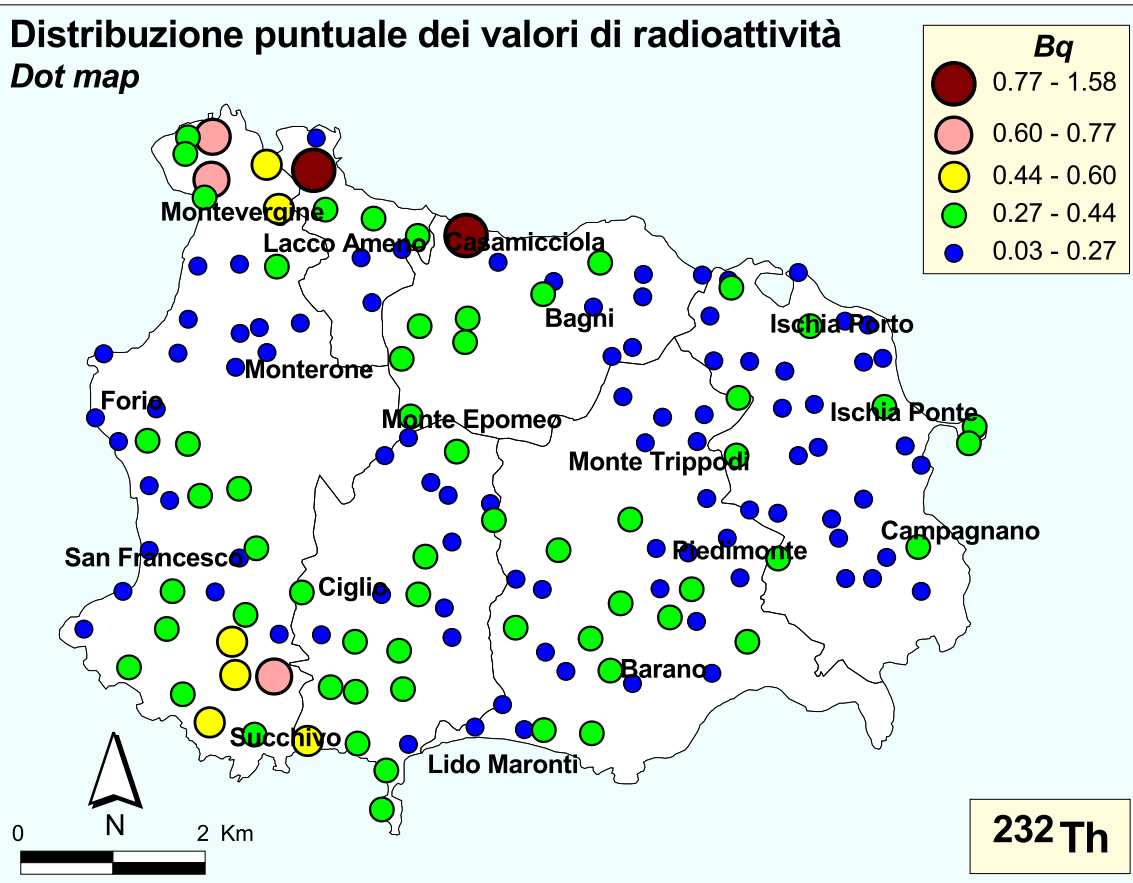 Distribuzione puntuale dei valori di radioattività
Dot map
Bq
0.77 - 1.58
0.60 - 0.77
0.44 - 0.60
0.27 - 0.44
0.03 - 0.27
Montevergine
Lacco Ameno
Casamicciola
Bagni
Ischia Porto
Monterone
Forio
Monte Epomeo
Ischia Ponte
Monte Trippodi
Campagnano
San Francesco
Piedimonte
Ciglio
Barano
Succhivo
Lido Maronti
N
0 2 Km
232Th